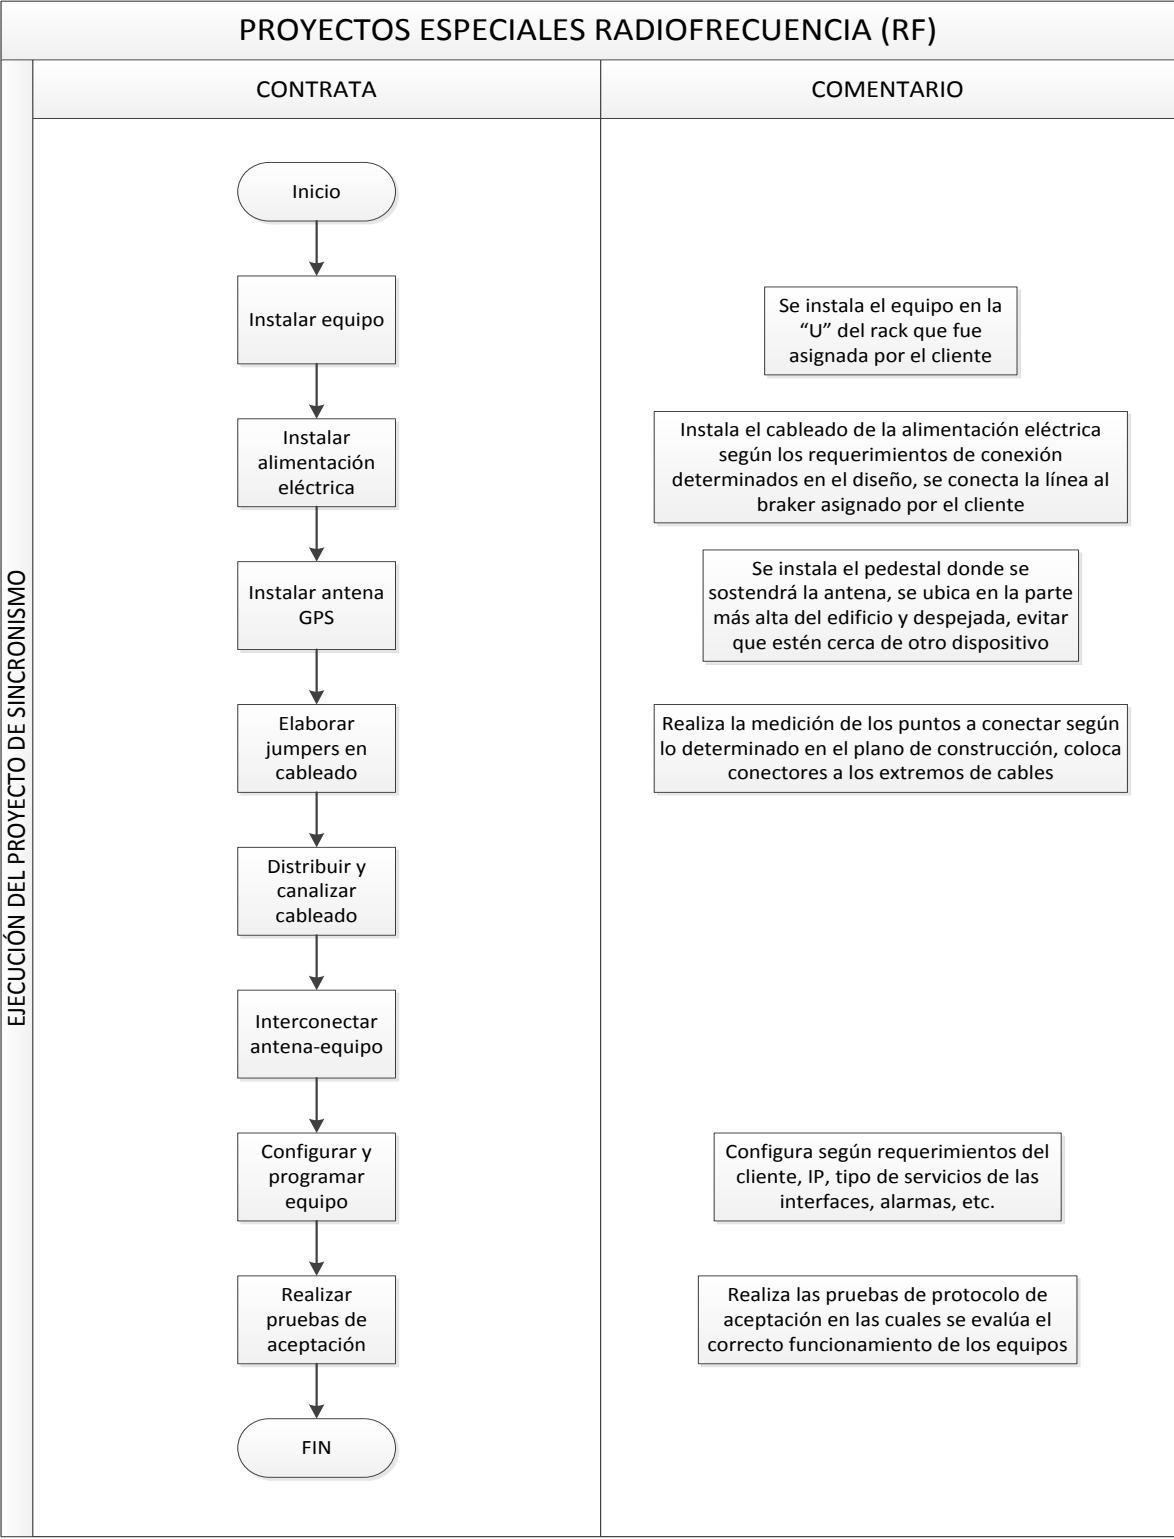 PROYECTOS ESPECIALES RADIOFRECUENCIA (RF)
EJECUCIÓN DEL PROYECTO DE SINCRONISMO
CONTRATA
COMENTARIO
Inicio
Instalar equipo
Se instala el equipo en la
“U” del rack que fue
asignada por el cliente
Instalar
alimentación
eléctrica
Instala el cableado de la alimentación eléctrica
según los requerimientos de conexión
determinados en el diseño, se conecta la línea al
braker asignado por el cliente
Instalar antena
GPS
Se instala el pedestal donde se
sostendrá la antena, se ubica en la parte
más alta del edificio y despejada, evitar
que estén cerca de otro dispositivo
Elaborar
jumpers en
cableado
Realiza la medición de los puntos a conectar según
lo determinado en el plano de construcción, coloca
conectores a los extremos de cables
Distribuir y
canalizar
cableado
Interconectar
antena-equipo
Configurar y
programar
equipo
Configura según requerimientos del
cliente, IP, tipo de servicios de las
interfaces, alarmas, etc.
Realizar
pruebas de
aceptación
Realiza las pruebas de protocolo de
aceptación en las cuales se evalúa el
correcto funcionamiento de los equipos
FIN